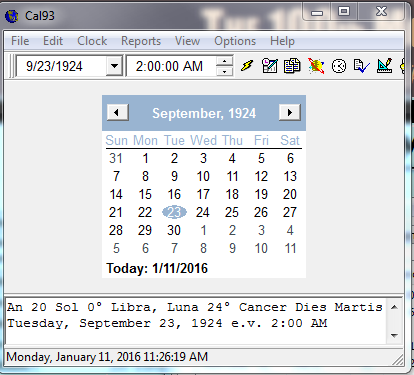 Cal93
File Edit Clock Reports View Options Help
9/23/1924 2:00:00 AM
September, 1924
Sun Mon Tue Wed Thu Fri Sat
31 1 2 3 4 5 6
7 8 9 10 11 12 13
14 15 16 17 18 19 20
21 22 23 24 25 26 27
28 29 30 1 2 3 4
5 6 7 8 9 10 11
Today: 1/11/2016
An 20 Sol 0° Libra, Luna 24° Cancer Dies Martis
Tuesday, September 23, 1924 e.v. 2:00 AM
Monday, January 11, 2016 11:26:19 AM